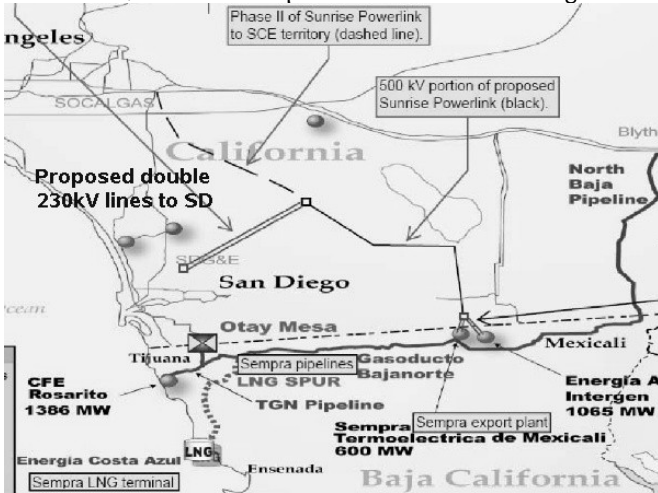 Phase II of Sunrise Powerlink
to SCE territory (dashed line).
ngeles
500 kV portion of proposed
Sunrise Powerlink (black).
SOCALGAS
Blyth
California
North
Baja
Pipeline
Proposed double
230kV lines to SD
SDG&E
San Diego
cean
Otay Mesa
Tijuana
Mexicali
Sempra pipelines
Gasoducto
Bajanorte
LNG SPUR
CFE
Rosarito
1386 MW
TGN Pipeline
Energía A
Intergen
1065 MW
Sempra export plant
Sempra
Termoelectrica de Mexicali
600 MW
LNG
Energía Costa Azul
Ensenada
Sempra LNG terminal
Baja California